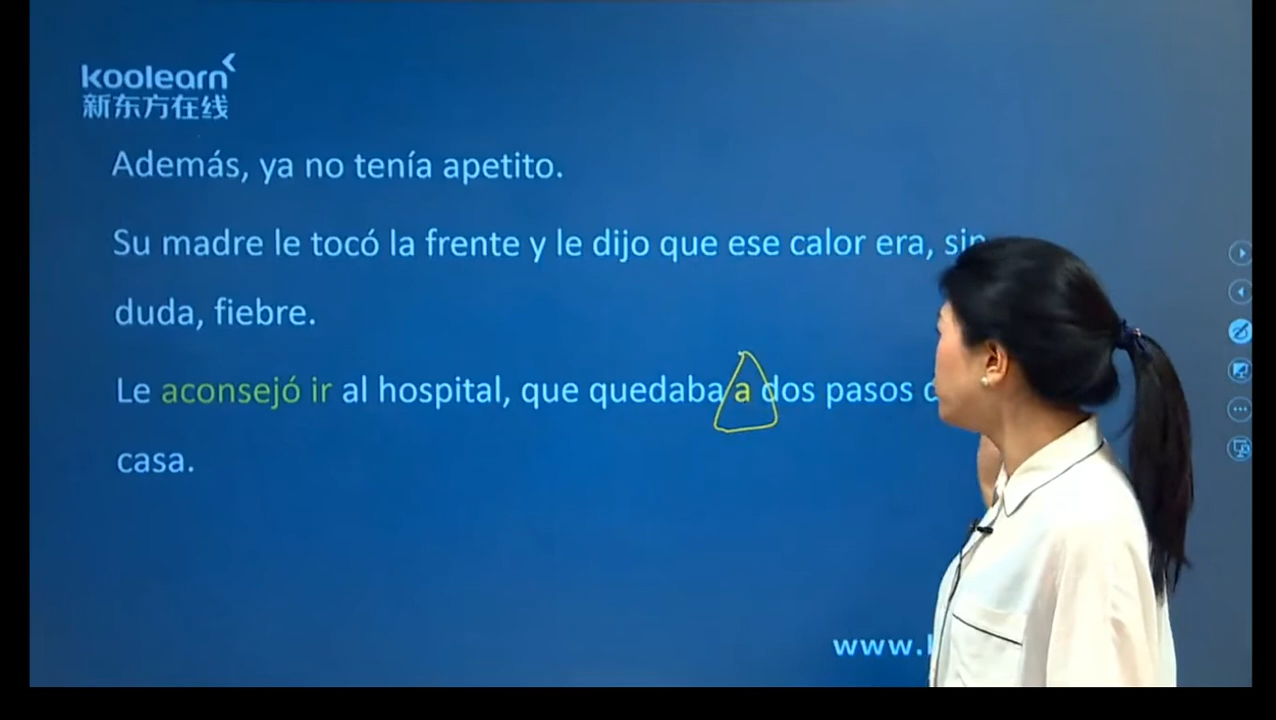 koolearn
新东方在线
Además, ya no tenía apetito.
Su madre le tocó la frente y le dijo que ese calor era, sin
duda, fiebre.
Le aconsejó ir al hospital, que quedaba a dos pasos
casa.
www.